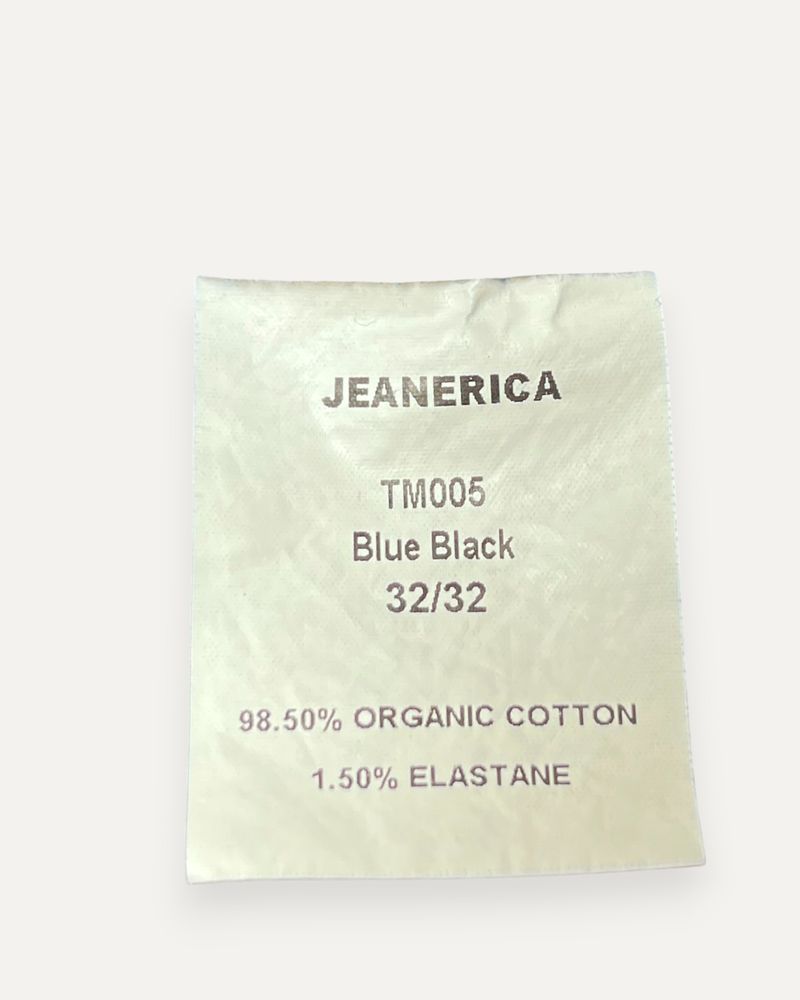 JEANERICA
TM005
Blue Black
32/32
98.50% ORGANIC COTTON
1.50% ELASTANE